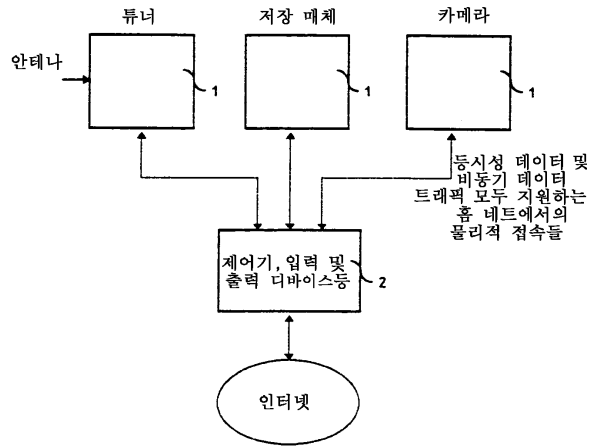 튜너
저장 매체
카메라
안테나
1
1
1
등시성 데이터 및
비동기 데이터
트래픽 모두 지원하는
홈 네트에서의
물리적 접속들
제어기, 입력 및
출력 디바이스등
2
인터넷